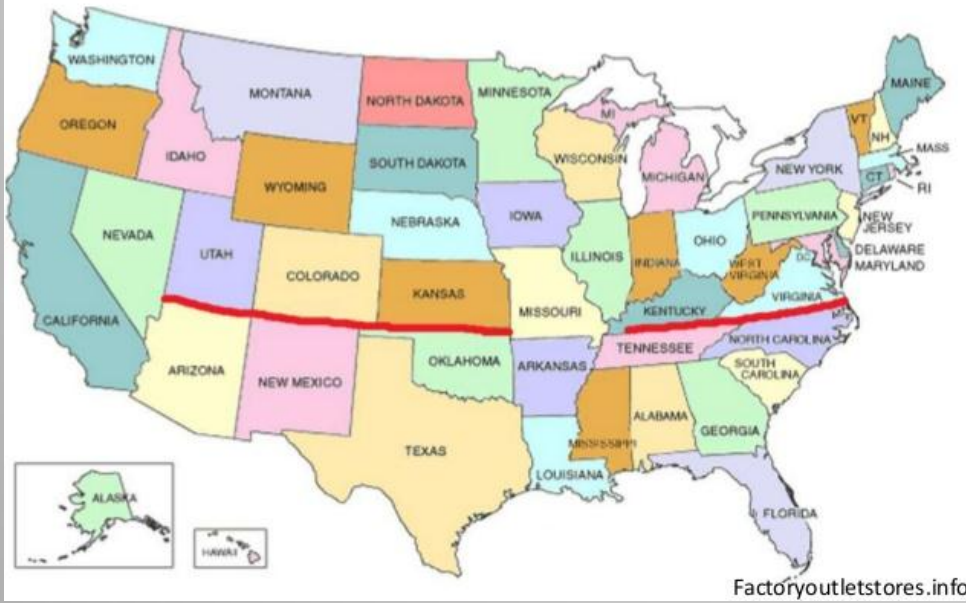 WASHINGTON
MONTANA
NORTH DAKOTA
MINNESOTA
MAINE
OREGON
IDAHO
SOUTH DAKOTA
WISCONSIN
MI
MICHIGAN
VT
NH
MASS
NEW YORK
CT
RI
WYOMING
NEBRASKA
IOWA
PENNSYLVANIA
NEW
JERSEY
NEVADA
UTAH
COLORADO
KANSAS
ILLINOIS
INDIANA
OHIO
WEST
VIRGINIA
DC
DELAWARE
MARYLAND
CALIFORNIA
MISSOURI
KENTUCKY
VIRGINIA
ARIZONA
NEW MEXICO
OKLAHOMA
ARKANSAS
TENNESSEE
NORTH CAROLINA
SOUTH
CAROLINA
TEXAS
MISSISSIPPI
ALABAMA
GEORGIA
LOUISIANA
FLORIDA
ALASKA
HAWAII
Factoryoutletstores.info